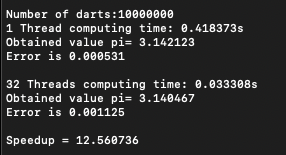 Number of darts:10000000
1 Thread computing time: 0.418373s
Obtained value pi= 3.142123
Error is 0.000531
32 Threads computing time: 0.033308s
Obtained value pi= 3.140467
Error is 0.001125
Speedup = 12.560736